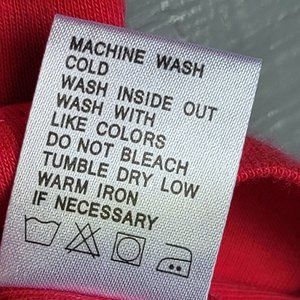 MACHINE WASH
COLD
WASH INSIDE OUT
WASH WITH
LIKE COLORS
DO NOT BLEACH
TUMBLE DRY LOW
WARM IRON
IF NECESSARY